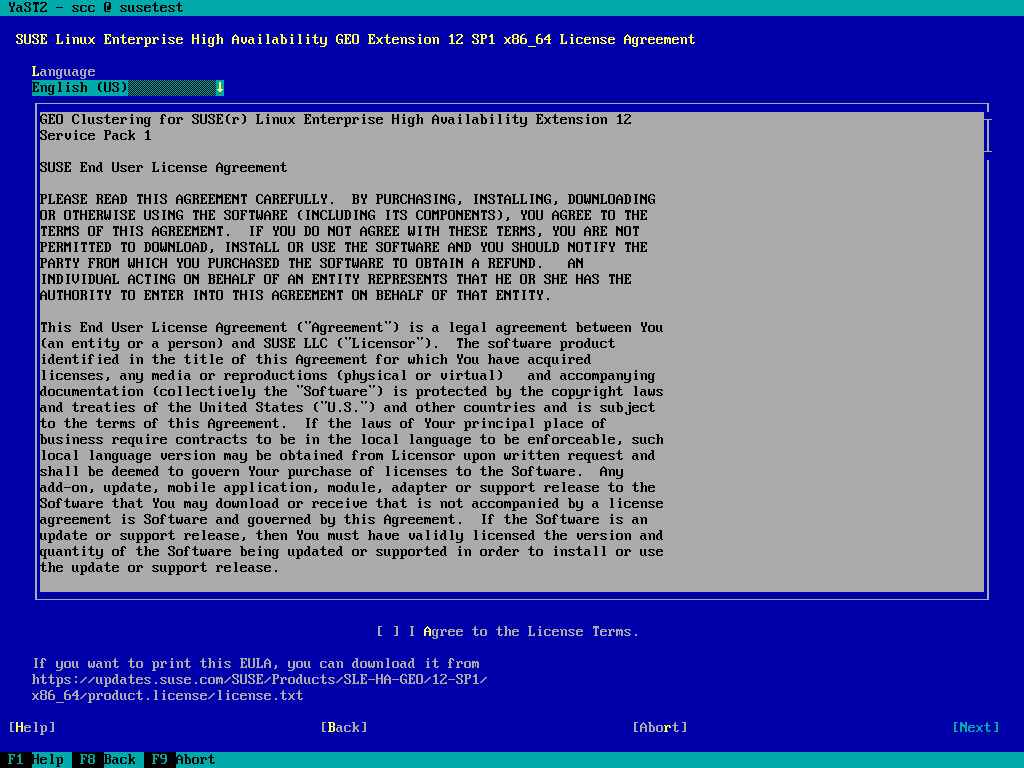 YaST2 - scc @ susetest
SUSE Linux Enterprise High Availability GEO Extension 12 SP1 x86_64 License Agreement
Language
English (US)↓
GEO Clustering for SUSE(r) Linux Enterprise High Availability Extension 12
Service Pack 1
SUSE End User License Agreement
PLEASE READ THIS AGREEMENT CAREFULLY.  BY PURCHASING, INSTALLING, DOWNLOADING
OR OTHERWISE USING THE SOFTWARE (INCLUDING ITS COMPONENTS), YOU AGREE TO THE
TERMS OF THIS AGREEMENT.  IF YOU DO NOT AGREE WITH THESE TERMS, YOU ARE NOT
PERMITTED TO DOWNLOAD, INSTALL OR USE THE SOFTWARE AND YOU SHOULD NOTIFY THE
PARTY FROM WHICH YOU PURCHASED THE SOFTWARE TO OBTAIN A REFUND.   AN
INDIVIDUAL ACTING ON BEHALF OF AN ENTITY REPRESENTS THAT HE OR SHE HAS THE
AUTHORITY TO ENTER INTO THIS AGREEMENT ON BEHALF OF THAT ENTITY.
This End User License Agreement ("Agreement") is a legal agreement between You
(an entity or a person) and SUSE LLC ("Licensor").  The software product
identified in the title of this Agreement for which You have acquired
licenses, any media or reproductions (physical or virtual)   and accompanying
documentation (collectively the "Software") is protected by the copyright laws
and treaties of the United States ("U.S.") and other countries and is subject
to the terms of this Agreement.  If the laws of Your principal place of
business require contracts to be in the local language to be enforceable, such
local language version may be obtained from Licensor upon written request and
shall be deemed to govern Your purchase of licenses to the Software.  Any
add-on, update, mobile application, module, adapter or support release to the
Software that You may download or receive that is not accompanied by a license
agreement is Software and governed by this Agreement.  If the Software is an
update or support release, then You must have validly licensed the version and
quantity of the Software being updated or supported in order to install or use
the update or support release.
[ ] I Agree to the License Terms.
If you want to print this EULA, you can download it from
https://updates.suse.com/SUSE/Products/SLE-HA-GEO/12-SP1/
x86_64/product.license/license.txt
[Help] [Back] [Abort] [Next]
F1 Help F8 Back F9 Abort